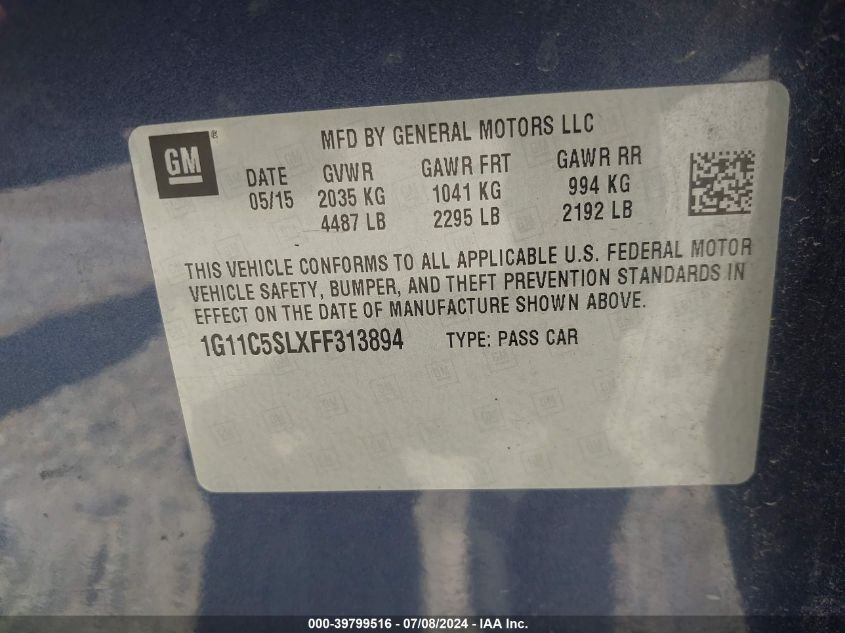 MFD BY GENERAL MOTORS LLC
GM®
DATE GVWR GAWR FRT GAWR RR
05/15 2035 KG 1041 KG 994 KG
4487 LB 2295 LB 2192 LB
THIS VEHICLE CONFORMS TO ALL APPLICABLE U.S. FEDERAL MOTOR
VEHICLE SAFETY, BUMPER, AND THEFT PREVENTION STANDARDS IN
EFFECT ON THE DATE OF MANUFACTURE SHOWN ABOVE.
1G11C5SLXFF313894 TYPE: PASS CAR
000-39799516 / 07/08/2024 - IAA Inc.